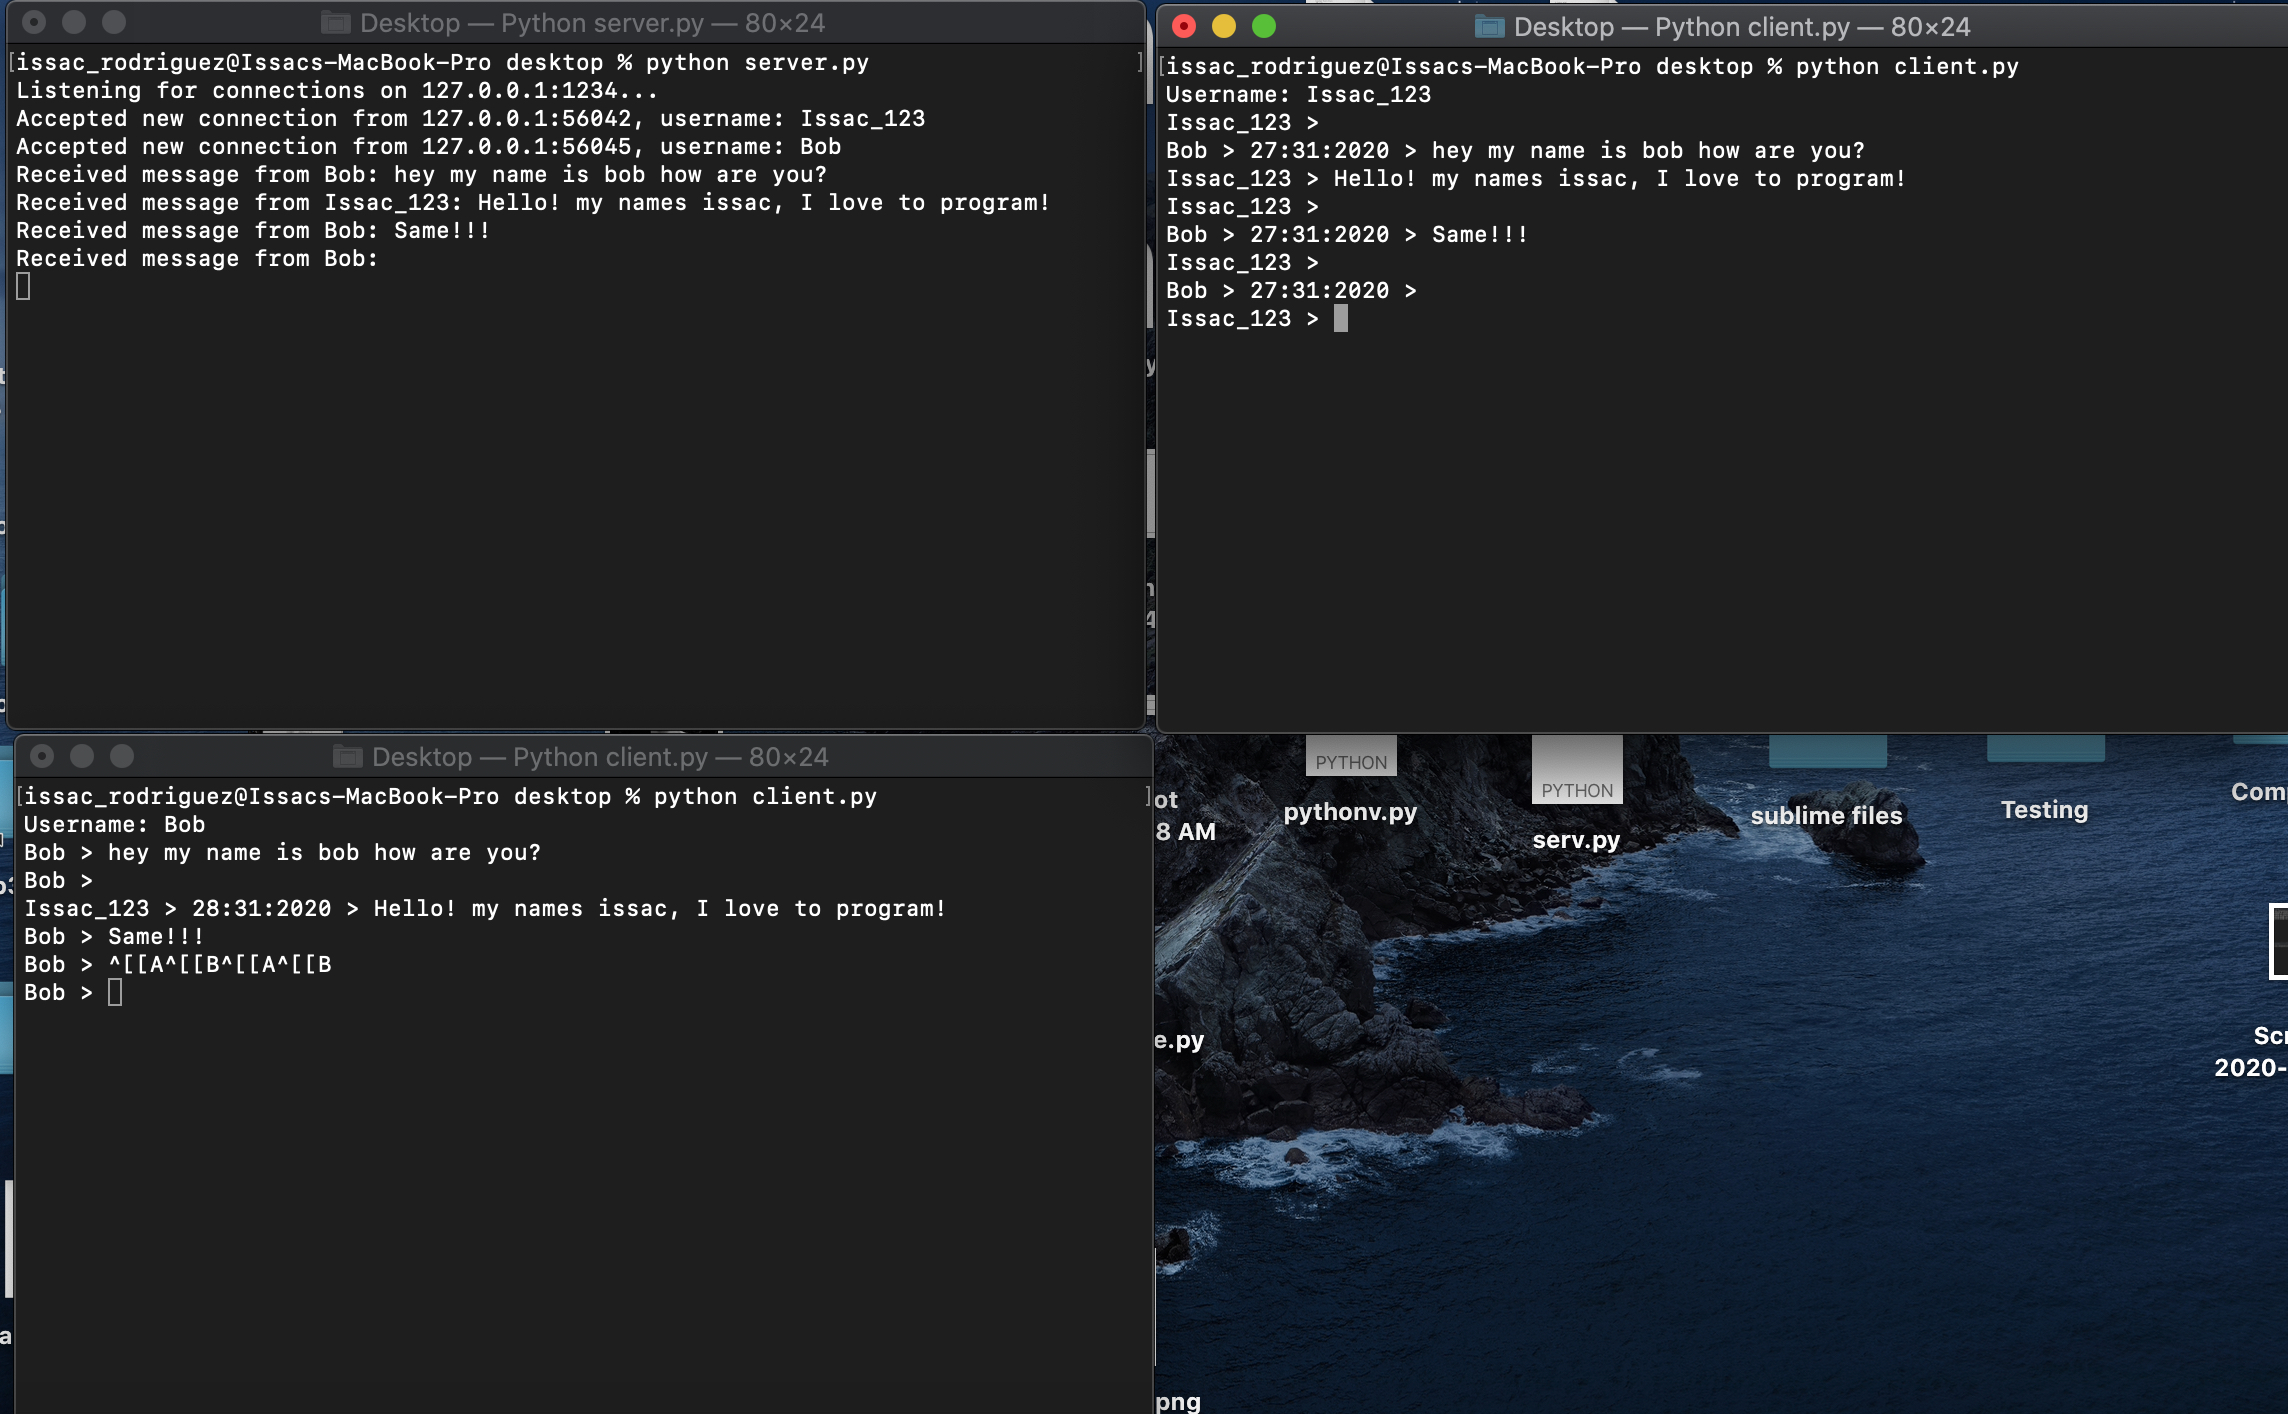 Desktop — Python server.py — 80×24
[issac_rodriguez@Issacs-MacBook-Pro desktop % python server.py ]
Listening for connections on 127.0.0.1:1234...
Accepted new connection from 127.0.0.1:56042, username: Issac_123
Accepted new connection from 127.0.0.1:56045, username: Bob
Received message from Bob: hey my name is bob how are you?
Received message from Issac_123: Hello! my names issac, I love to program!
Received message from Bob: Same!!!
Received message from Bob:
Desktop — Python client.py — 80×24
[issac_rodriguez@Issacs-MacBook-Pro desktop % python client.py
Username: Issac_123
Issac_123 >
Bob > 27:31:2020 > hey my name is bob how are you?
Issac_123 > Hello! my names issac, I love to program!
Issac_123 >
Bob > 27:31:2020 > Same!!!
Issac_123 >
Bob > 27:31:2020 >
Issac_123 >
Desktop — Python client.py — 80×24
[issac_rodriguez@Issacs-MacBook-Pro desktop % python client.py ]
Username: Bob
Bob > hey my name is bob how are you?
Bob >
Issac_123 > 28:31:2020 > Hello! my names issac, I love to program!
Bob > Same!!!
Bob > ^[[A^[[B^[[A^[[B
Bob >
ot
8 AM
PYTHON
pythonv.py
PYTHON
serv.py
sublime files
Testing
Com
e.py
Scr
2020-
png